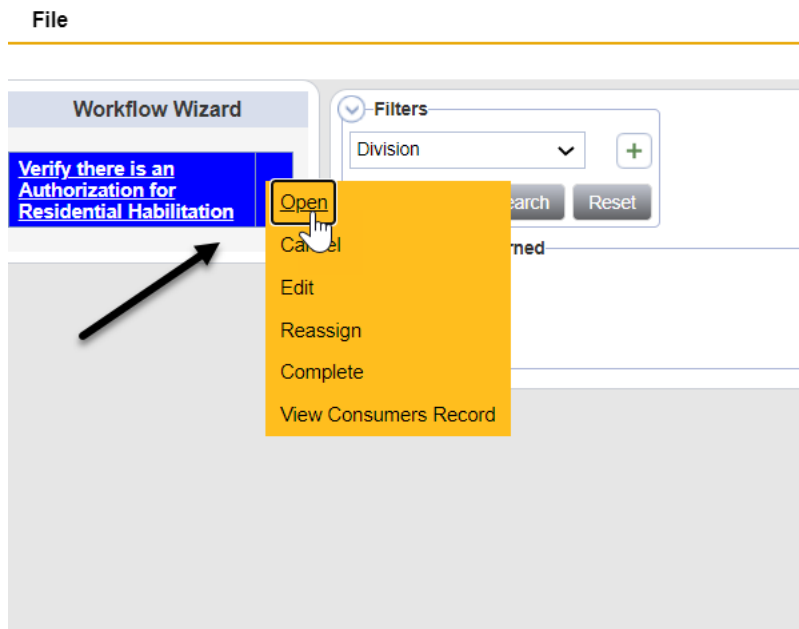 File
Workflow Wizard
Filters
Verify there is an
Authorization for
Residential Habilitation
Division
+
Open
Reset
Edit
Reassign
Complete
View Consumers Record